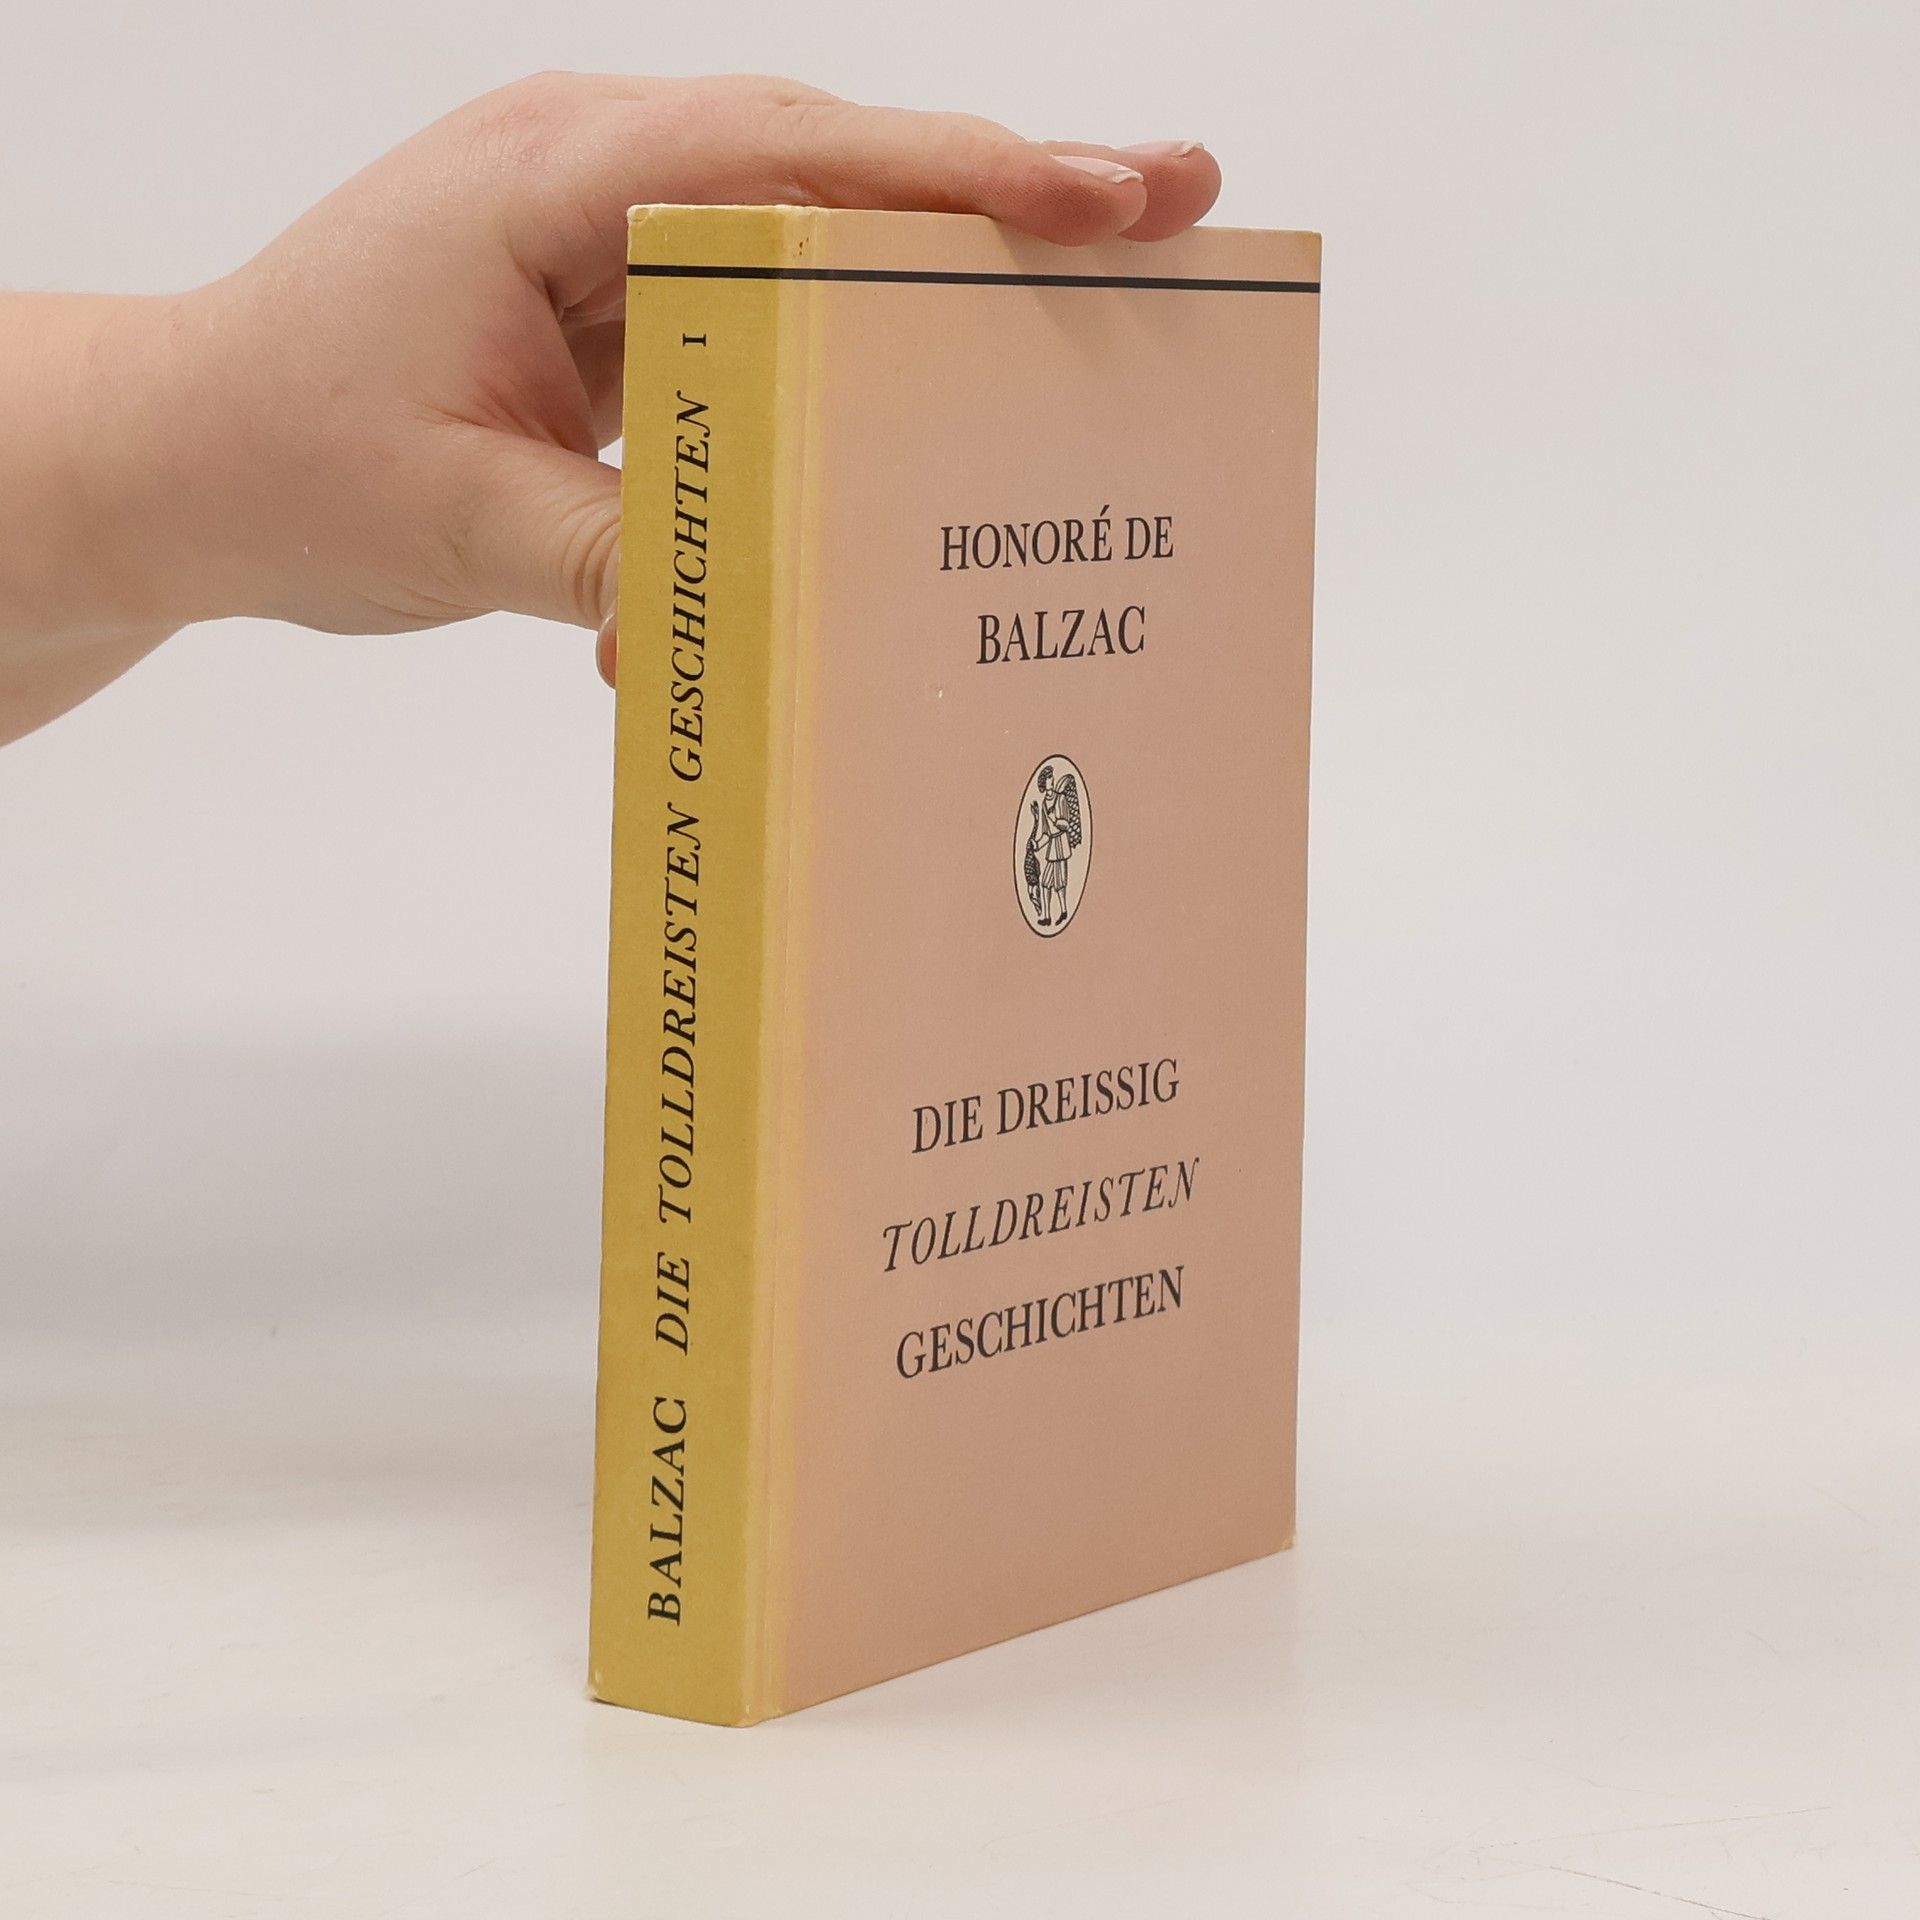 BALZAC DIE TOLLDREISTEN GESCHICHTEN I
HONORÉ DE
BALZAC
DIE DREISSIG
TOLLDREISTEN
GESCHICHTEN